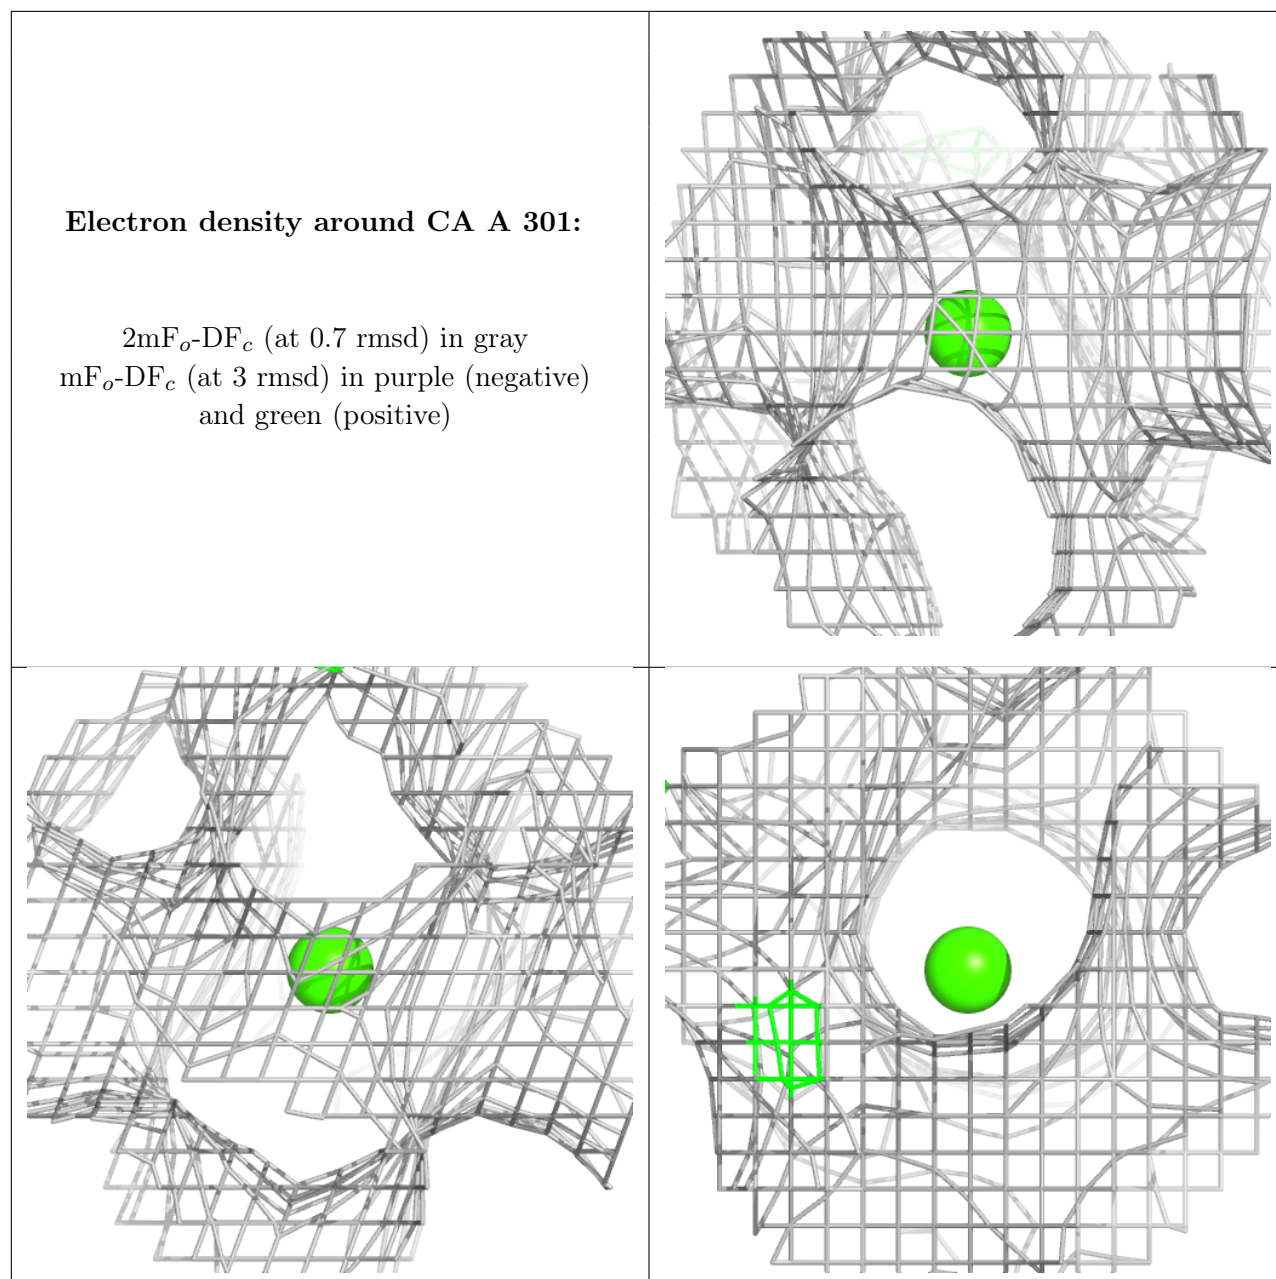 Electron density around CA A 301:
2mFo-DFc (at 0.7 rmsd) in gray
mFo-DFc (at 3 rmsd) in purple (negative)
and green (positive)